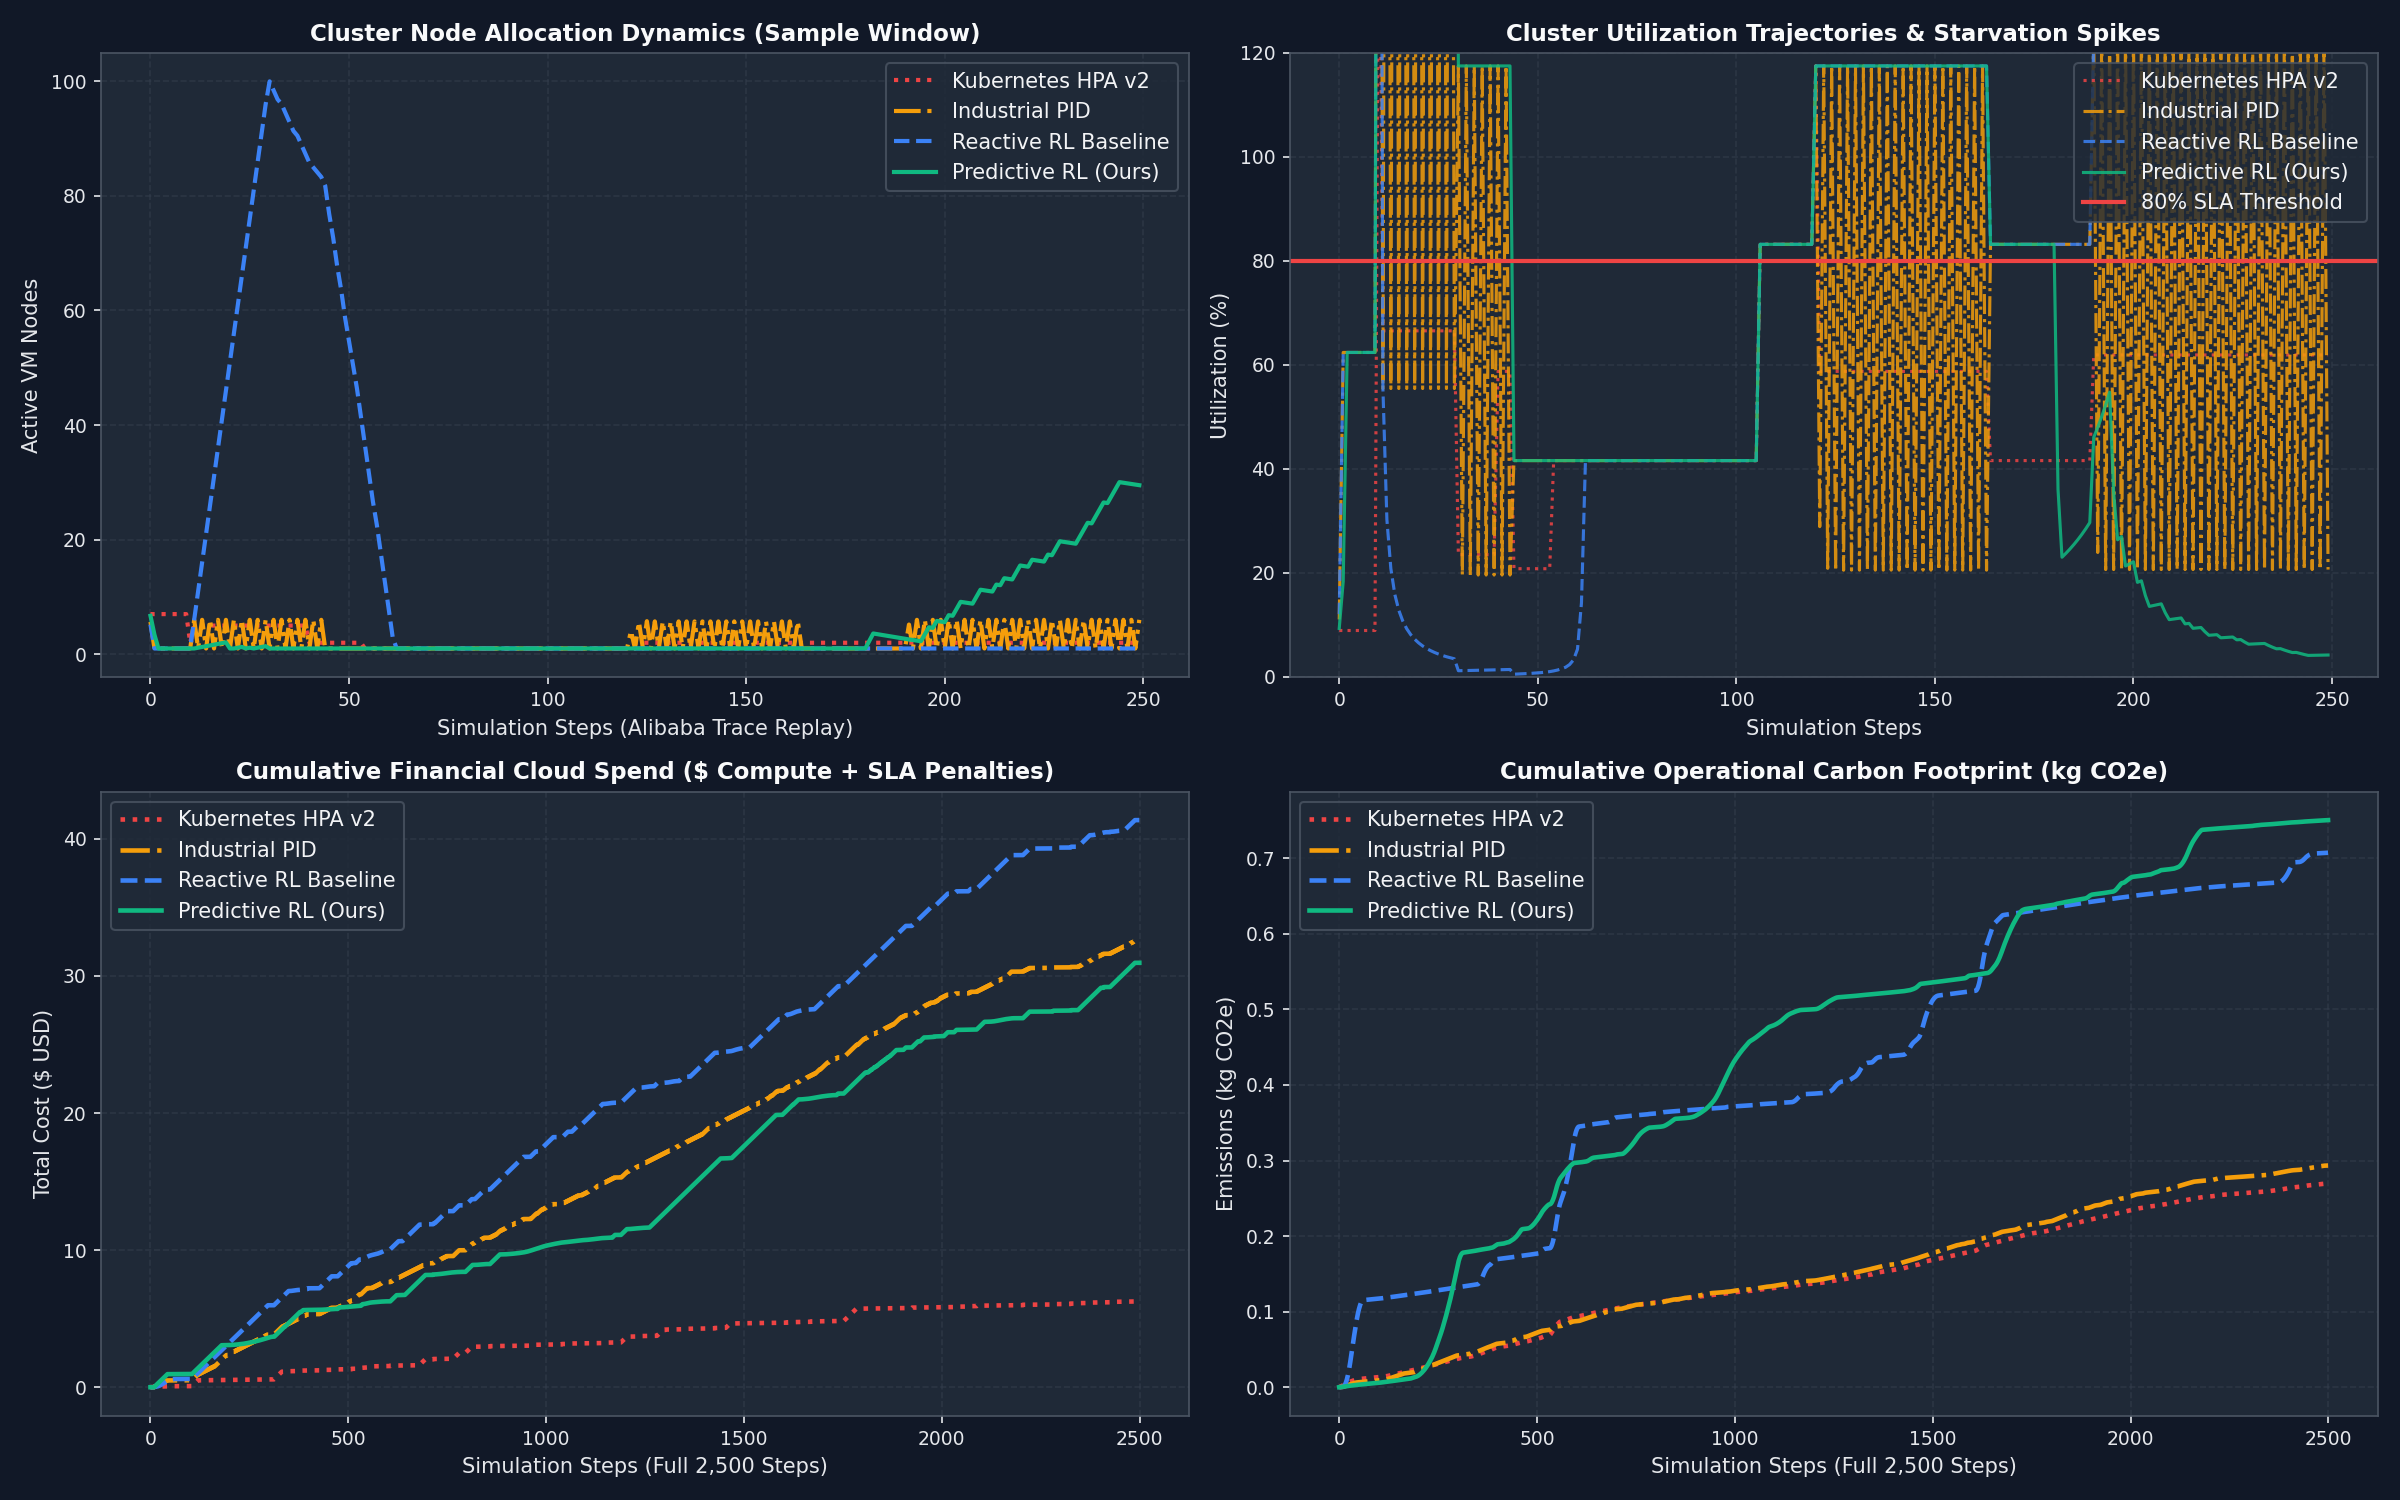 Cluster Node Allocation Dynamics (Sample Window)
Kubernetes HPA v2
Industrial PID
Reactive RL Baseline
Predictive RL (Ours)
Active VM Nodes
100
80
60
40
20
0
0 50 100 150 200 250
Simulation Steps (Alibaba Trace Replay)
Cluster Utilization Trajectories & Starvation Spikes
Kubernetes HPA v2
Industrial PID
Reactive RL Baseline
Predictive RL (Ours)
80% SLA Threshold
Utilization (%)
120
100
80
60
40
20
0
0 50 100 150 200 250
Simulation Steps
Cumulative Financial Cloud Spend ($ Compute + SLA Penalties)
Kubernetes HPA v2
Industrial PID
Reactive RL Baseline
Predictive RL (Ours)
Total Cost ($ USD)
40
30
20
10
0
0 500 1000 1500 2000 2500
Simulation Steps (Full 2,500 Steps)
Cumulative Operational Carbon Footprint (kg CO2e)
Kubernetes HPA v2
Industrial PID
Reactive RL Baseline
Predictive RL (Ours)
Emissions (kg CO2e)
0.7
0.6
0.5
0.4
0.3
0.2
0.1
0.0
0 500 1000 1500 2000 2500
Simulation Steps (Full 2,500 Steps)